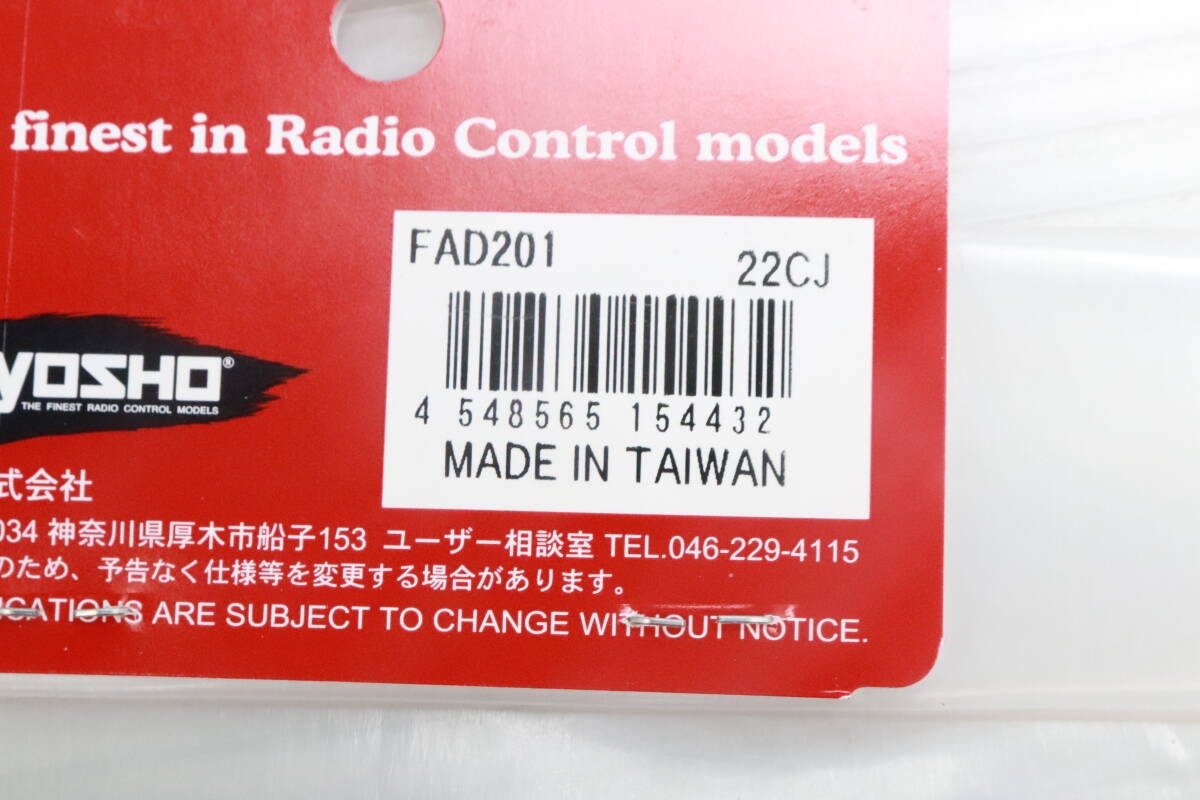 finest in Radio Control models
FAD201 22CJ
4 548565 154432
MADE IN TAIWAN
yosho®
THE FINEST RADIO CONTROL MODELS
式会社
034 神奈川県厚木市船子153 ユーザー相談室 TEL.046-229-4115
のため、予告なく仕様等を変更する場合があります。
ICATIONS ARE SUBJECT TO CHANGE WITHOUT NOTICE.